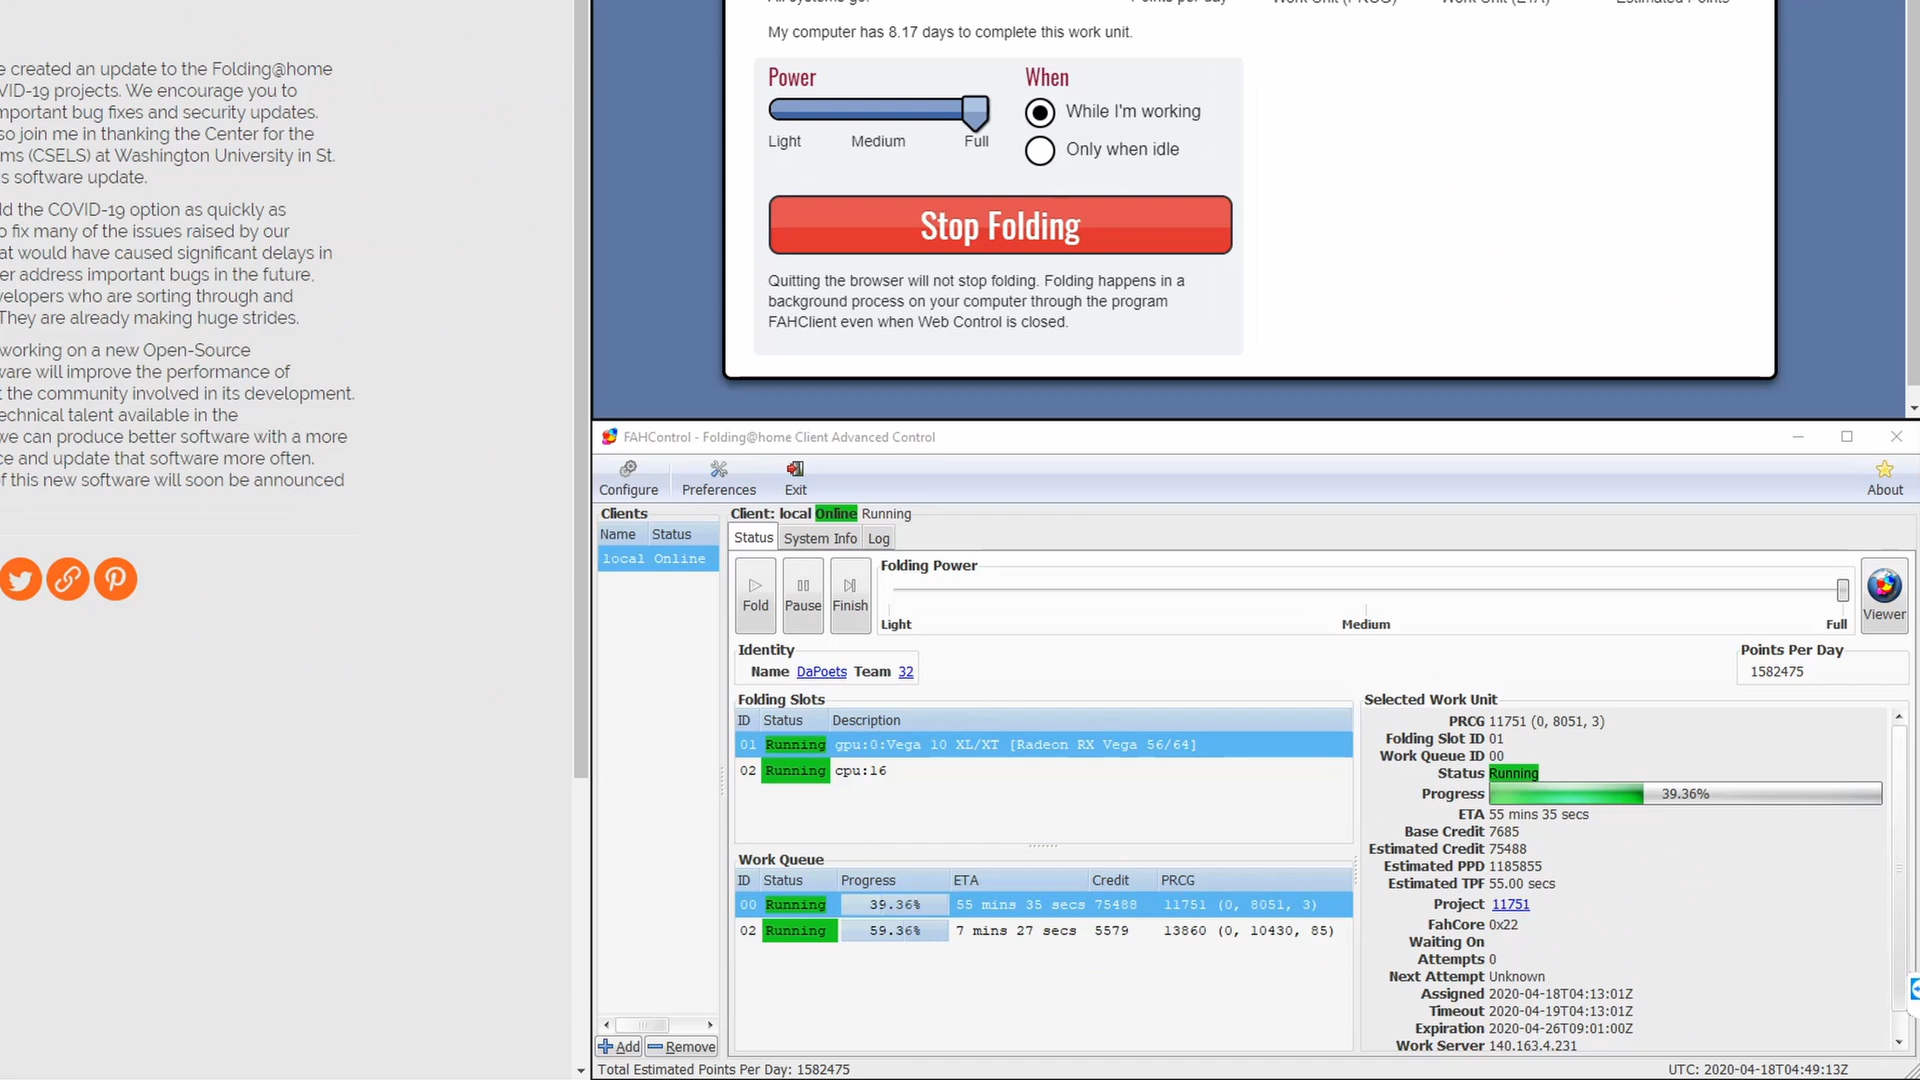 e created an update to the Folding@home
VID-19 projects. We encourage you to
mportant bug fixes and security updates.
so join me in thanking the Center for the
ms (CSELS) at Washington University in St.
s software update.
ld the COVID-19 option as quickly as
o fix many of the issues raised by our
at would have caused significant delays in
er address important bugs in the future,
velopers who are sorting through and
They are already making huge strides.
working on a new Open-Source
ware will improve the performance of
t the community involved in its development.
echnical talent available in the
we can produce better software with a more
ce and update that software more often.
of this new software will soon be announced
All systems go! Points per day Work Unit (PRCG) Work Unit (ETA) Estimated Points
My computer has 8.17 days to complete this work unit.
Power When
While I'm working
Light Medium Full
Only when idle
Stop Folding
Quitting the browser will not stop folding. Folding happens in a
background process on your computer through the program
FAHClient even when Web Control is closed.
FAHControl - Folding@home Client Advanced Control
Configure Preferences Exit About
Clients
Name Status
local Online
Add Remove
Client: local Online Running
Status System Info Log
Fold Pause Finish
Folding Power
Light Medium Full
Viewer
Identity
Name DaPoets Team 32
Points Per Day
1582475
Folding Slots
ID Status Description
01 Running gpu:0:Vega 10 XL/XT [Radeon RX Vega 56/64]
02 Running cpu:16
Work Queue
ID Status Progress ETA Credit PRCG
00 Running 39.36% 55 mins 35 secs 75488 11751 (0, 8051, 3)
02 Running 59.36% 7 mins 27 secs 5579 13860 (0, 10430, 85)
Selected Work Unit
PRCG 11751 (0, 8051, 3)
Folding Slot ID 01
Work Queue ID 00
Status Running
Progress 39.36%
ETA 55 mins 35 secs
Base Credit 7685
Estimated Credit 75488
Estimated PPD 1185855
Estimated TPF 55.00 secs
Project 11751
FahCore 0x22
Waiting On
Attempts 0
Next Attempt Unknown
Assigned 2020-04-18T04:13:01Z
Timeout 2020-04-19T04:13:01Z
Expiration 2020-04-26T09:01:00Z
Work Server 140.163.4.231
Total Estimated Points Per Day: 1582475
UTC: 2020-04-18T04:49:13Z